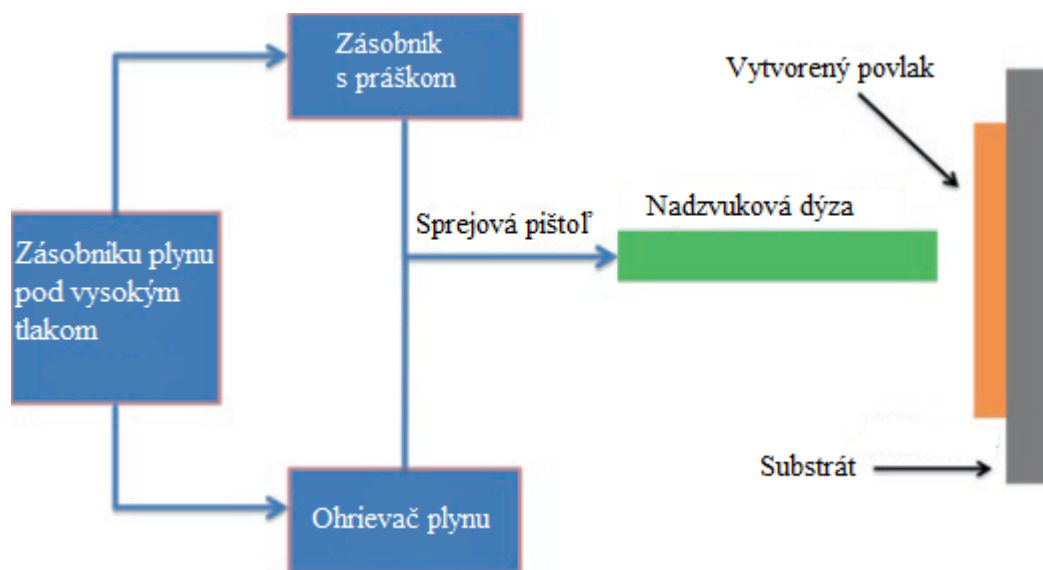 Zásobník
s práškom
Vytvorený povlak
Nadzvuková dýza
Sprejová pištoľ
Zásobníku plynu
pod vysokým
tlakom
Substrát
Ohrievač plynu